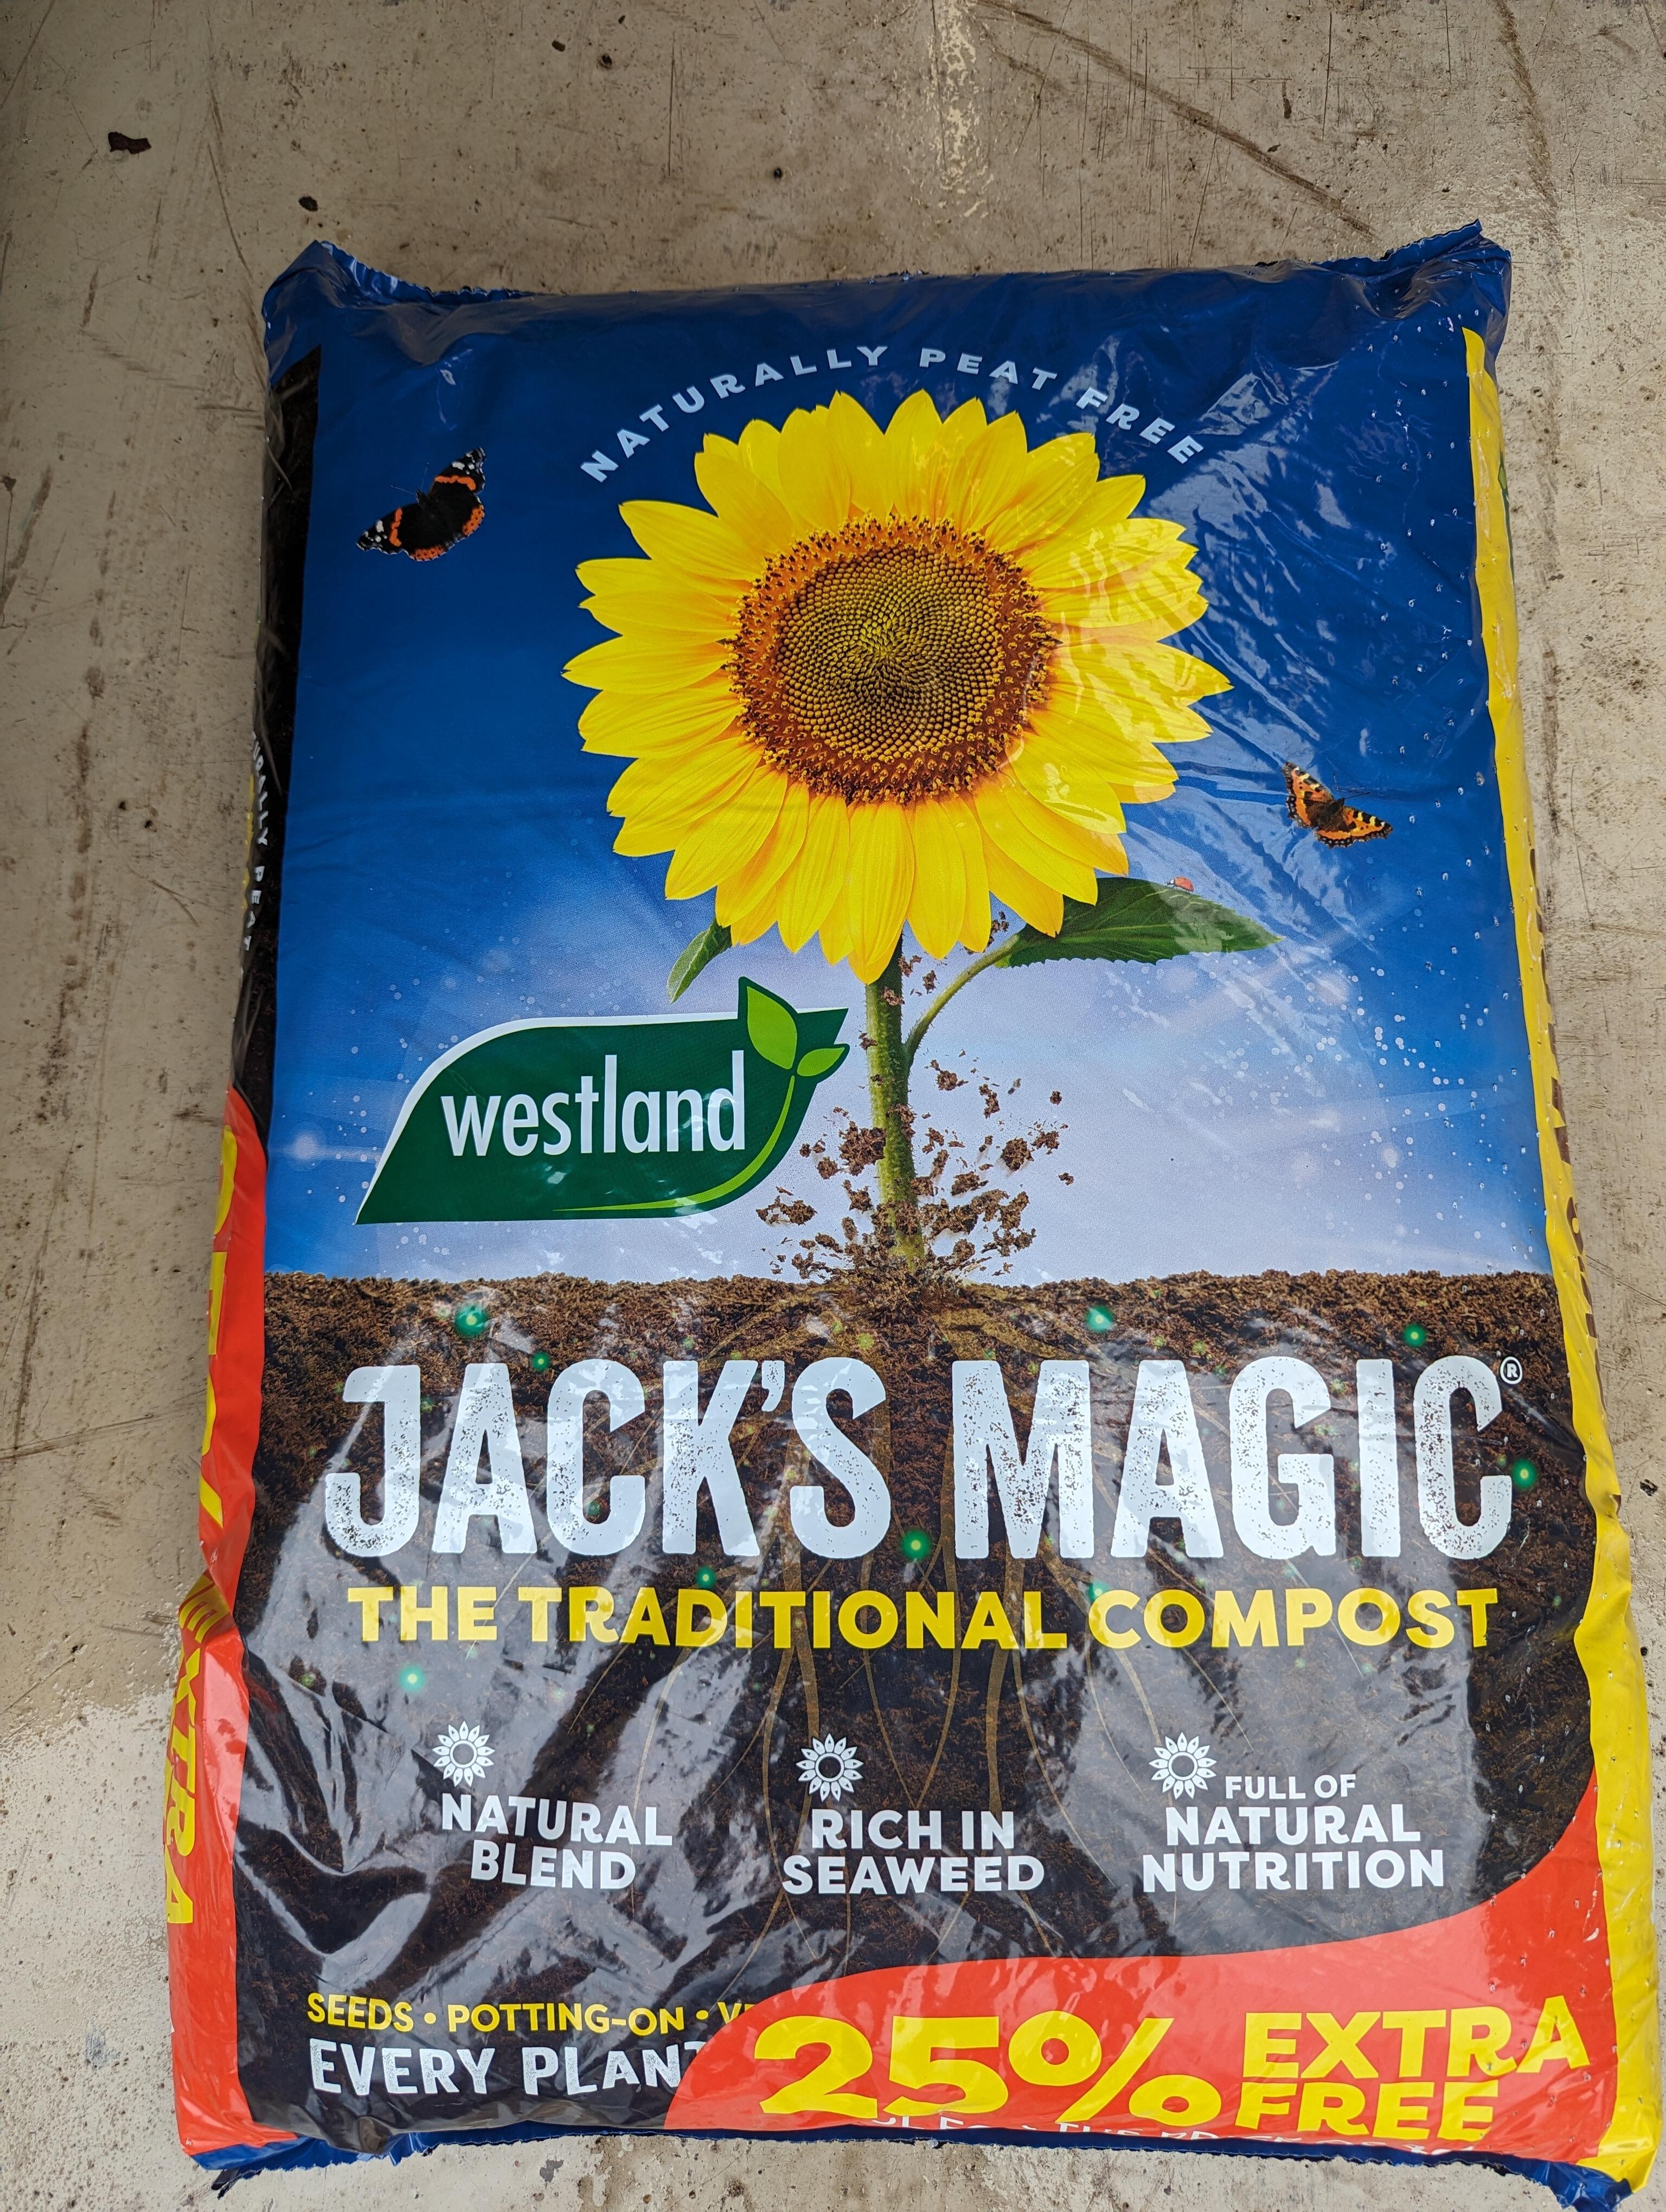 NATURALLY PEAT FREE
westland
JACK'S MAGIC®
THE TRADITIONAL COMPOST
NATURAL
BLEND
RICH IN
SEAWEED
FULL OF
NATURAL
NUTRITION
SEEDS • POTTING-ON •
EVERY PLANT
25% EXTRA
FREE
EXTRA